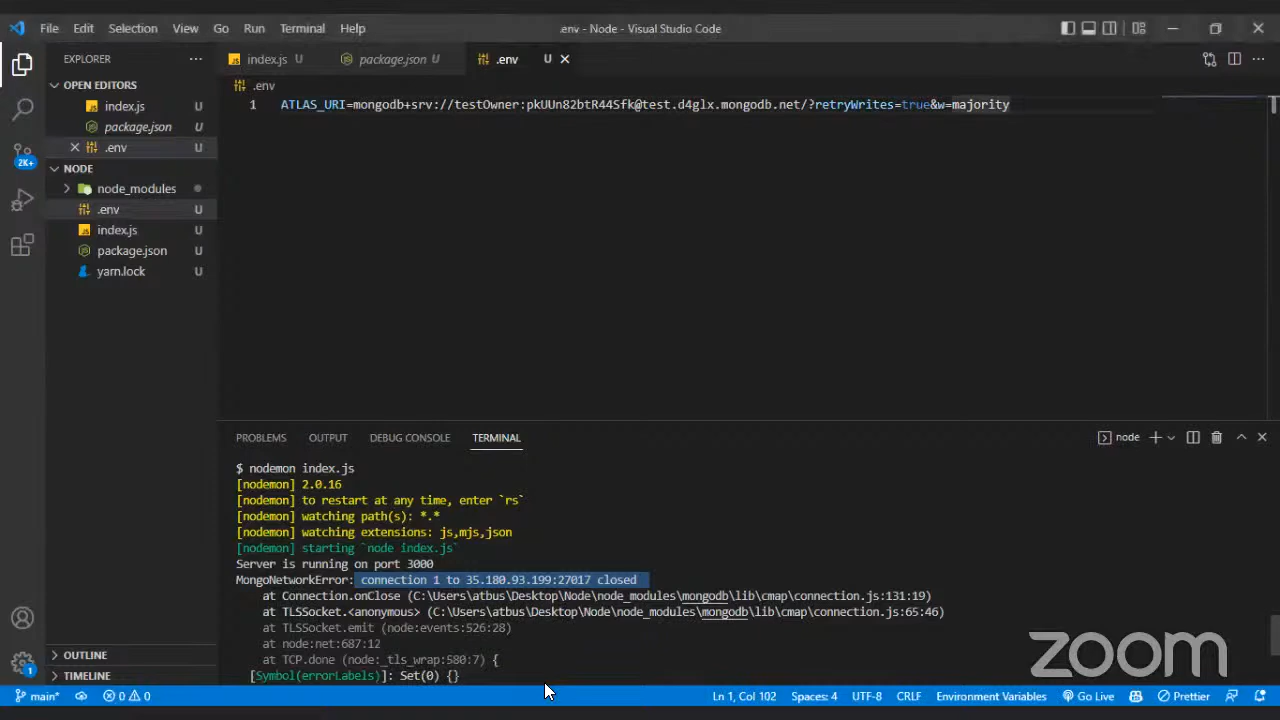 File Edit Selection View Go Run Terminal Help
.env - Node - Visual Studio Code
EXPLORER
index.js U
package.json U
.env U
OPEN EDITORS
index.js U
package.json U
.env U
NODE
node_modules
.env U
index.js U
package.json U
yarn.lock U
OUTLINE
TIMELINE
2K+
1
.env
1 ATLAS_URI=mongodb+srv://testOwner:pkUUn82btR44Sfk@test.d4glx.mongodb.net/?retryWrites=true&w=majority
PROBLEMS OUTPUT DEBUG CONSOLE TERMINAL
node
$ nodemon index.js
[nodemon] 2.0.16
[nodemon] to restart at any time, enter `rs`
[nodemon] watching path(s): *.*
[nodemon] watching extensions: js,mjs,json
[nodemon] starting `node index.js`
Server is running on port 3000
MongoNetworkError: connection 1 to 35.180.93.199:27017 closed
at Connection.onClose (C:\Users\atbus\Desktop\Node\node_modules\mongodb\lib\cmap\connection.js:131:19)
at TLSSocket.<anonymous> (C:\Users\atbus\Desktop\Node\node_modules\mongodb\lib\cmap\connection.js:65:46)
at TLSSocket.emit (node:events:526:28)
at node:net:687:12
at TCP.done (node:_tls_wrap:580:7) {
[Symbol(errorLabels)]: Set(0) {}
zoom
main* 0 0
Ln 1, Col 102 Spaces: 4 UTF-8 CRLF Environment Variables Go Live Prettier